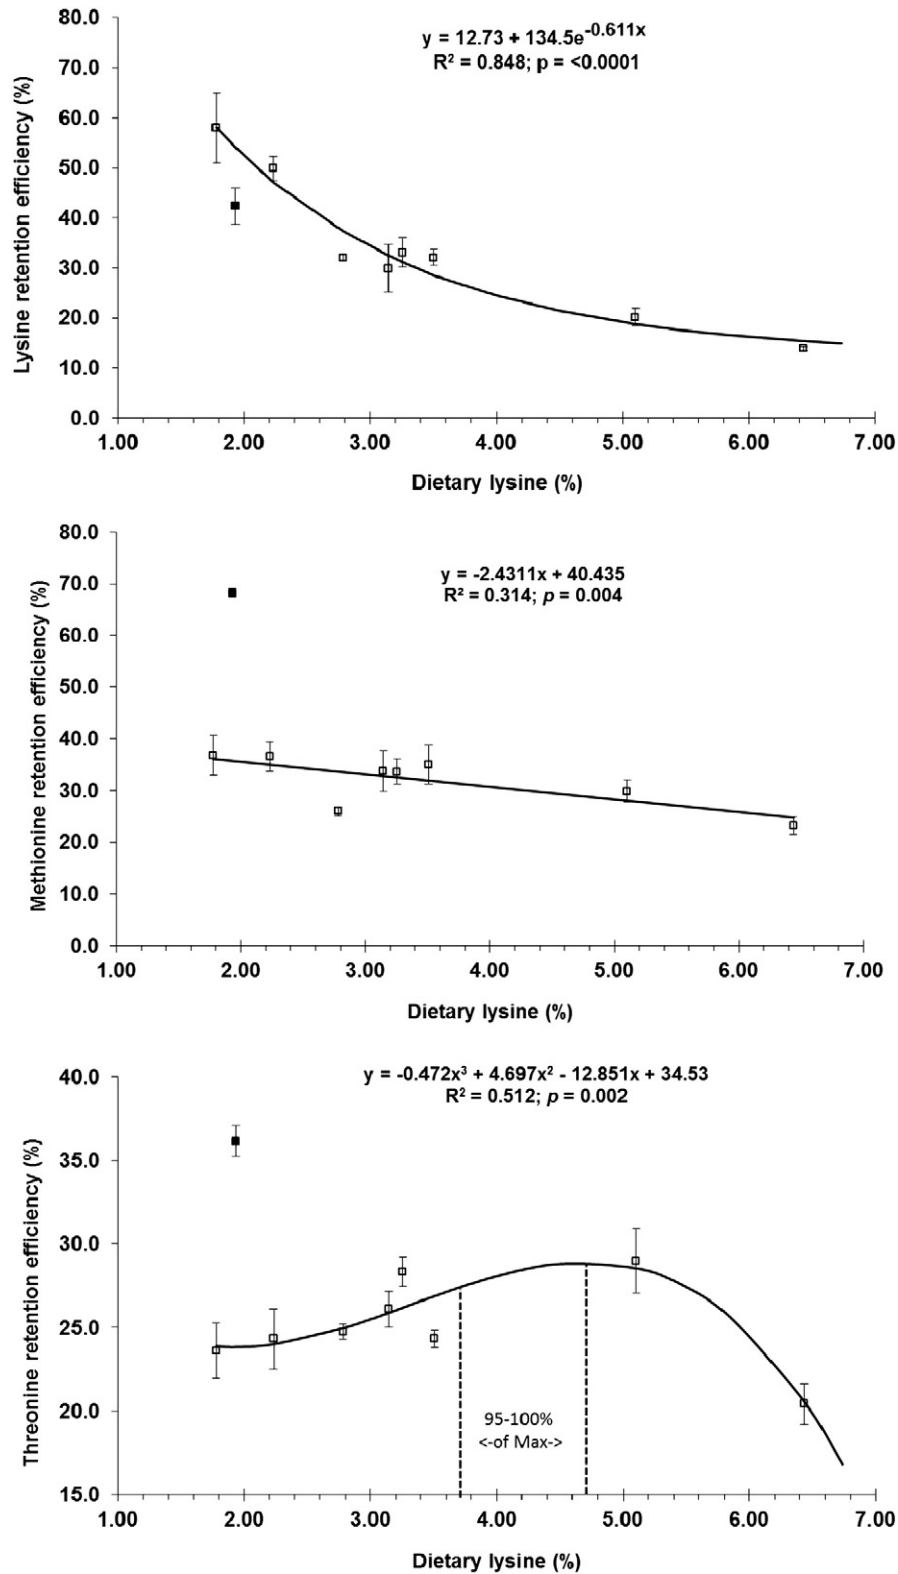 y = 12.73 + 134.5e^-0.611x
R² = 0.848; p = <0.0001
Lysine retention efficiency (%)
80.0
70.0
60.0
50.0
40.0
30.0
20.0
10.0
0.0
1.00 2.00 3.00 4.00 5.00 6.00 7.00
Dietary lysine (%)
y = -2.4311x + 40.435
R² = 0.314; p = 0.004
Methionine retention efficiency (%)
80.0
70.0
60.0
50.0
40.0
30.0
20.0
10.0
0.0
1.00 2.00 3.00 4.00 5.00 6.00 7.00
Dietary lysine (%)
y = -0.472x³ + 4.697x² - 12.851x + 34.53
R² = 0.512; p = 0.002
Threonine retention efficiency (%)
40.0
35.0
30.0
25.0
20.0
15.0
95-100%
<-of Max->
1.00 2.00 3.00 4.00 5.00 6.00 7.00
Dietary lysine (%)